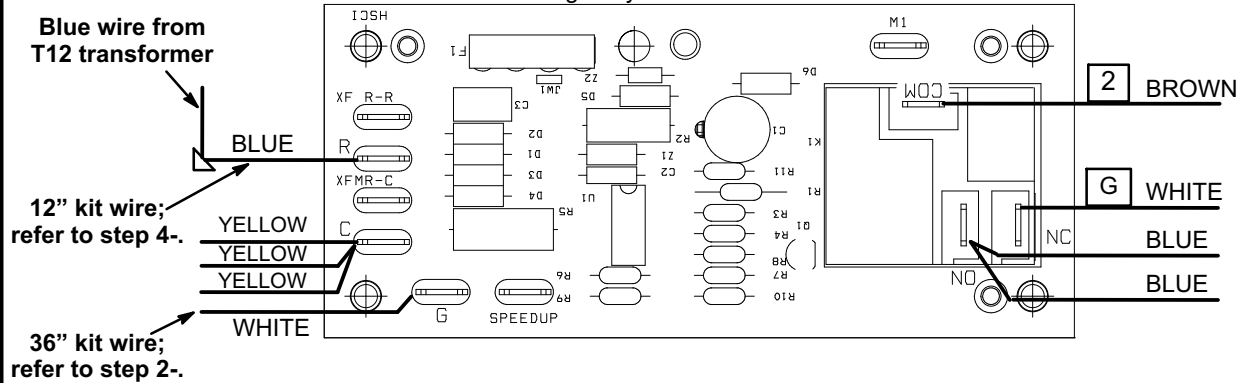 Blue wire from
T12 transformer
BLUE
12” kit wire;
refer to step 4-.
YELLOW
YELLOW
YELLOW
WHITE
36” kit wire;
refer to step 2-.
F1
JW1
Z2
D5
D6
M1
XF R-R
R
XFMR-C
C
C3
D2
D1
D3
D4
R5
R2
Z1
C2
U1
C1
K1
R11
R1
R3
R4
Q1
R8
R7
R10
R6
R9
G
SPEEDUP
COM
NO
NC
2 BROWN
G WHITE
BLUE
BLUE